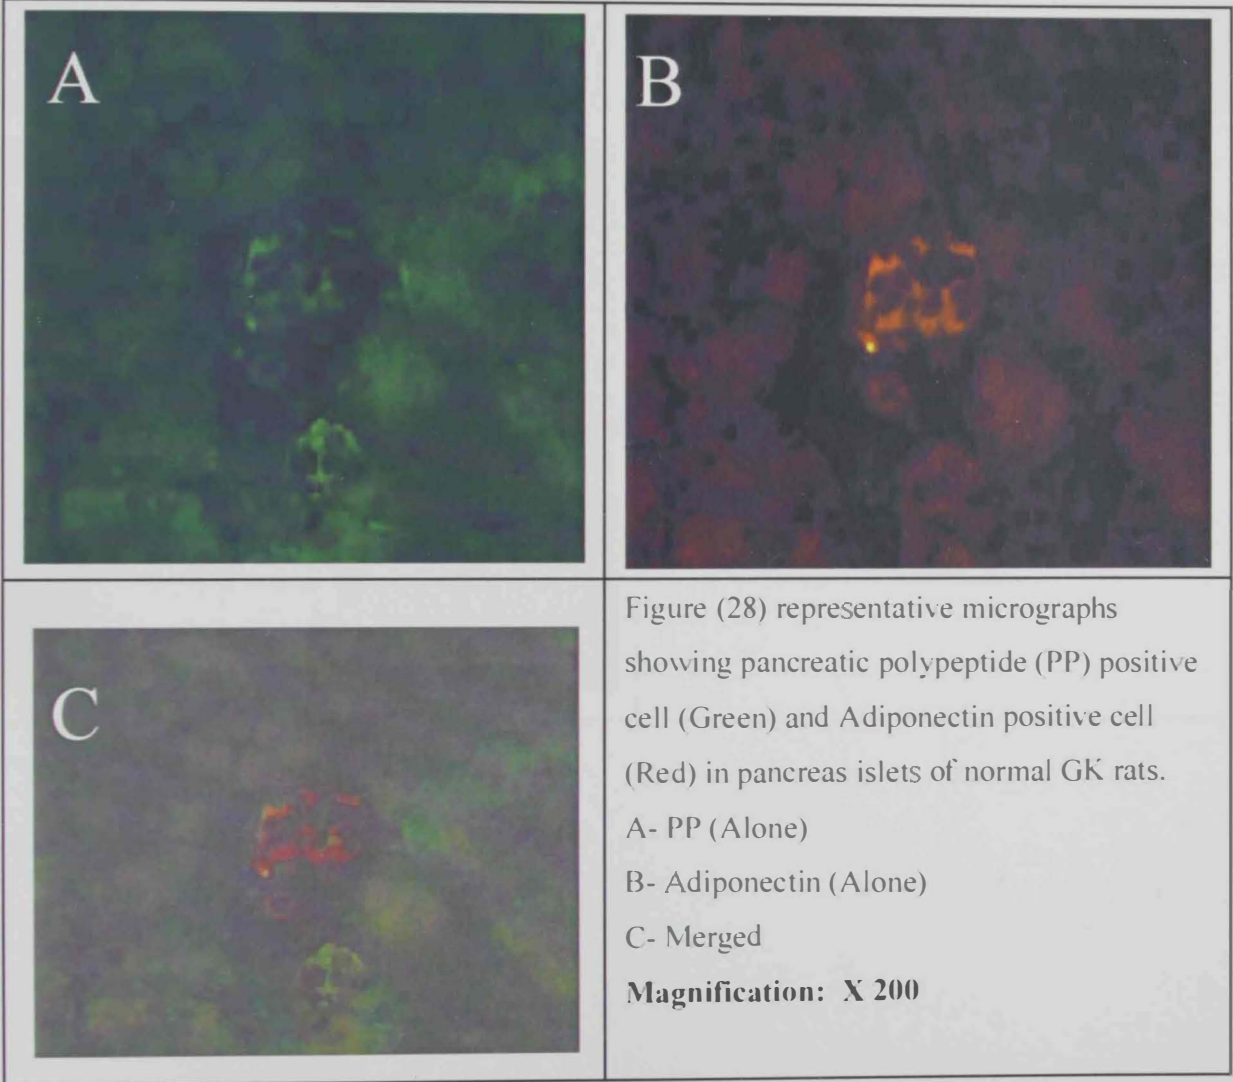 A
B
C
Figure (28) representative micrographs
showing pancreatic polypeptide (PP) positive
cell (Green) and Adiponectin positive cell
(Red) in pancreas islets of normal GK rats.
A- PP (Alone)
B- Adiponectin (Alone)
C- Merged
Magnification: X 200